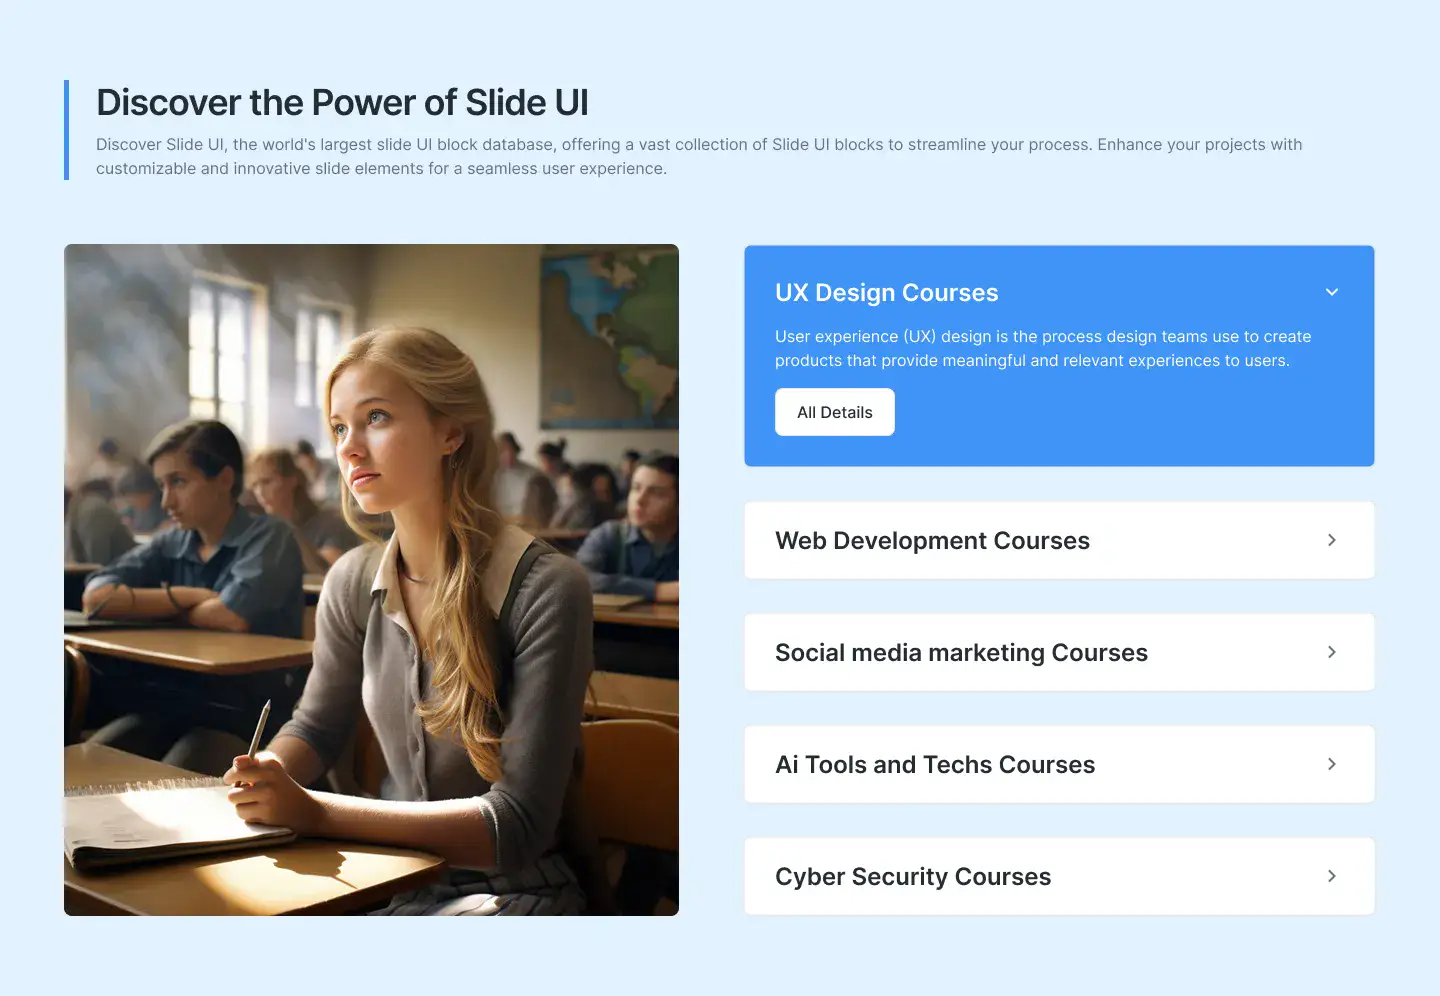 Discover the Power of Slide UI
Discover Slide UI, the world's largest slide UI block database, offering a vast collection of Slide UI blocks to streamline your process. Enhance your projects with
customizable and innovative slide elements for a seamless user experience.
UX Design Courses
User experience (UX) design is the process design teams use to create
products that provide meaningful and relevant experiences to users.
All Details
Web Development Courses
Social media marketing Courses
Ai Tools and Techs Courses
Cyber Security Courses